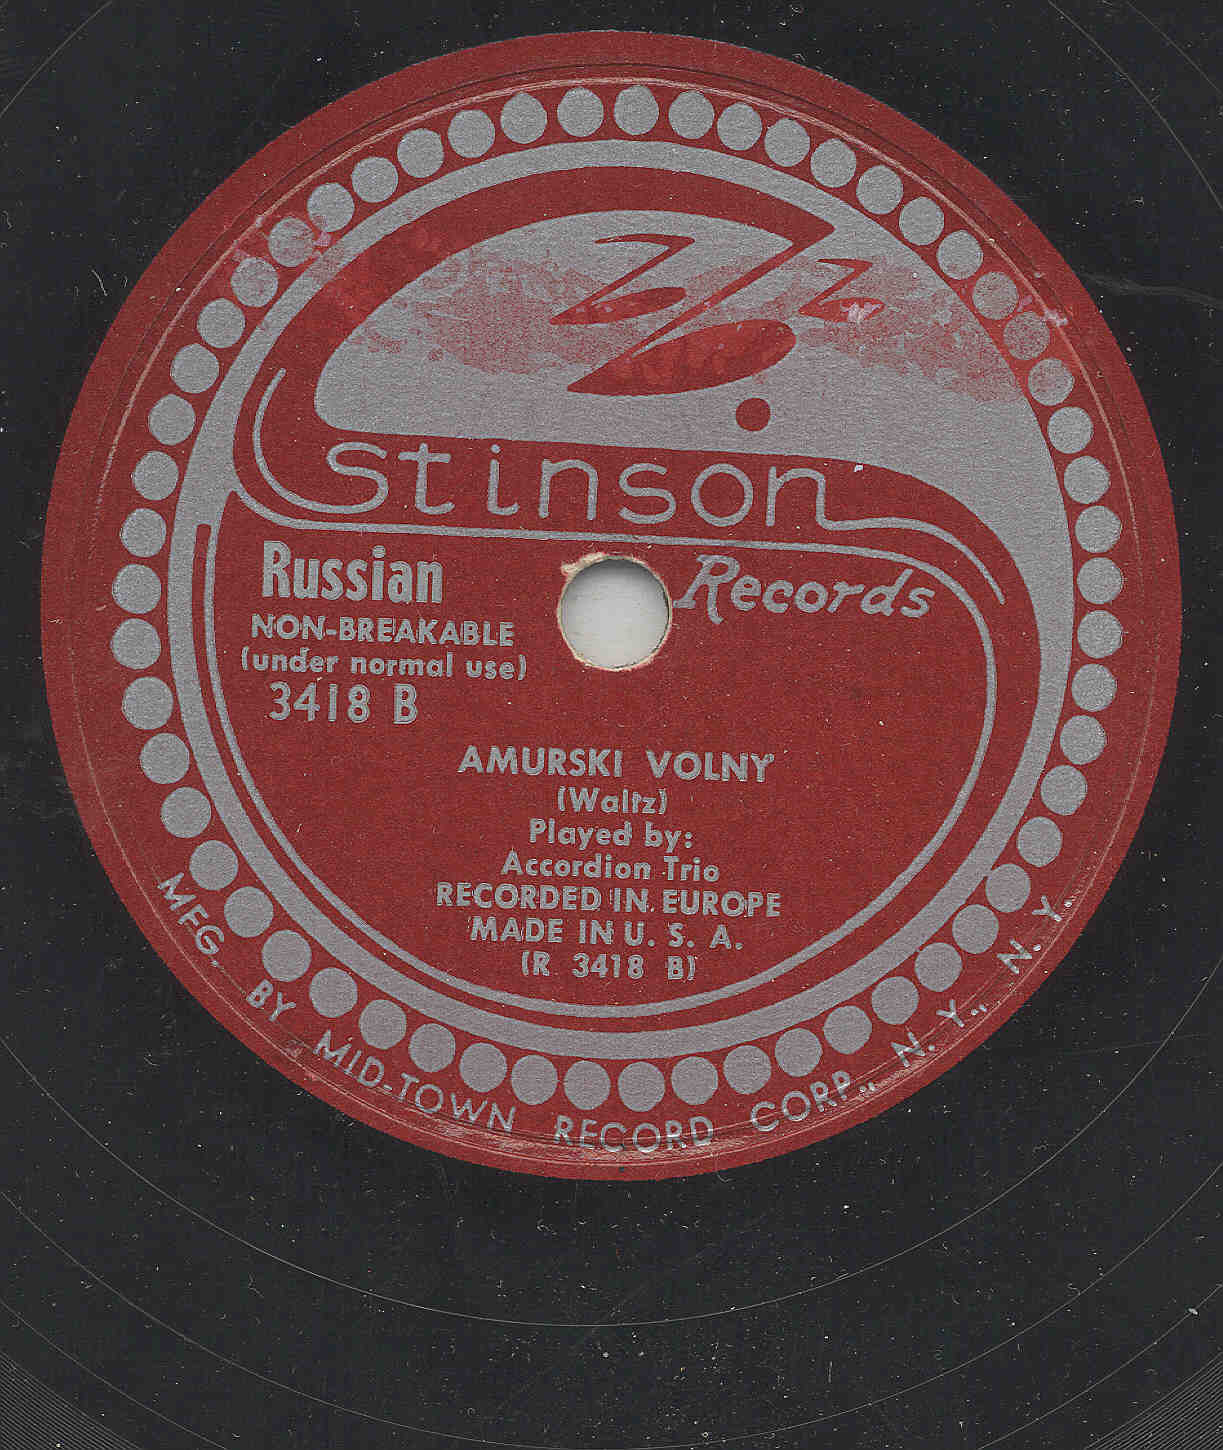 Stinson
Records
Russian
NON-BREAKABLE
(under normal use)
3418 B
AMURSKI VOLNY
(Waltz)
Played by:
Accordion Trio
RECORDED IN EUROPE
MADE IN U. S. A.
(R 3418 B)
MFG. BY MID-TOWN RECORD CORP., N. Y., N. Y.